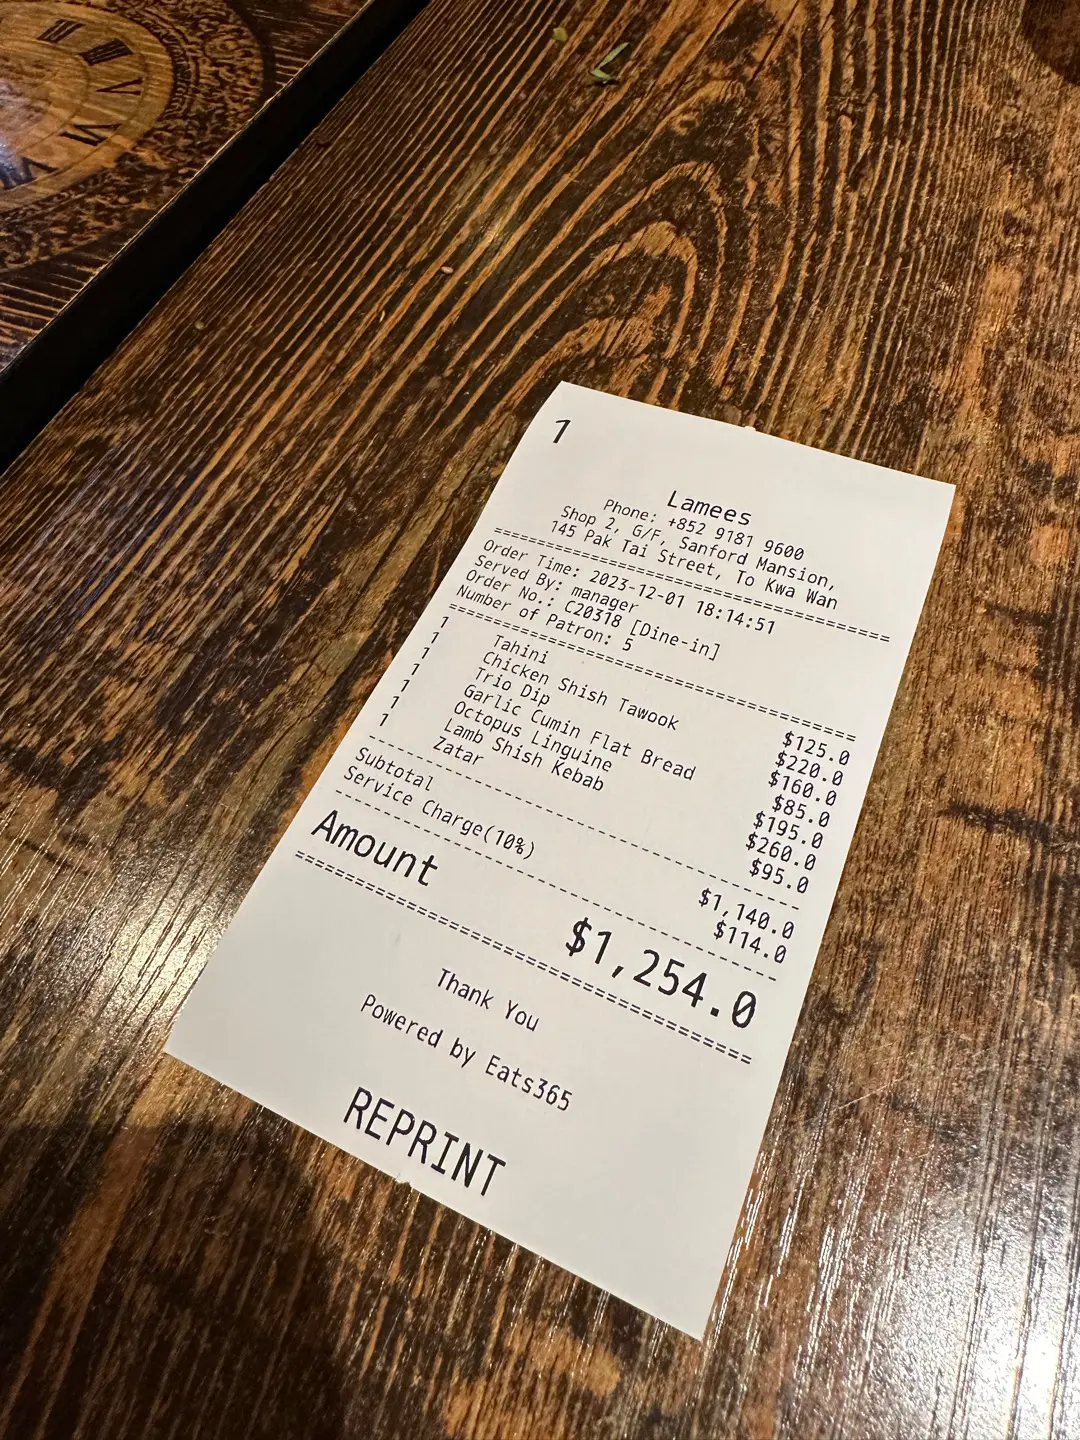 1
Lamees
Phone: +852 9181 9600
Shop 2, G/F, Sanford Mansion,
145 Pak Tai Street, To Kwa Wan
==================================
Order Time: 2023-12-01 18:14:51
Served By: manager
Order No.: C20318 [Dine-in]
Number of Patron: 5
==================================
1 Tahini $125.0
1 Chicken Shish Tawook $220.0
1 Trio Dip $160.0
1 Garlic Cumin Flat Bread $85.0
1 Octopus Linguine $195.0
1 Lamb Shish Kebab $260.0
1 Zatar $95.0
----------------------------------
Subtotal $1,140.0
Service Charge(10%) $114.0
----------------------------------
Amount $1,254.0
==================================
Thank You
Powered by Eats365
REPRINT